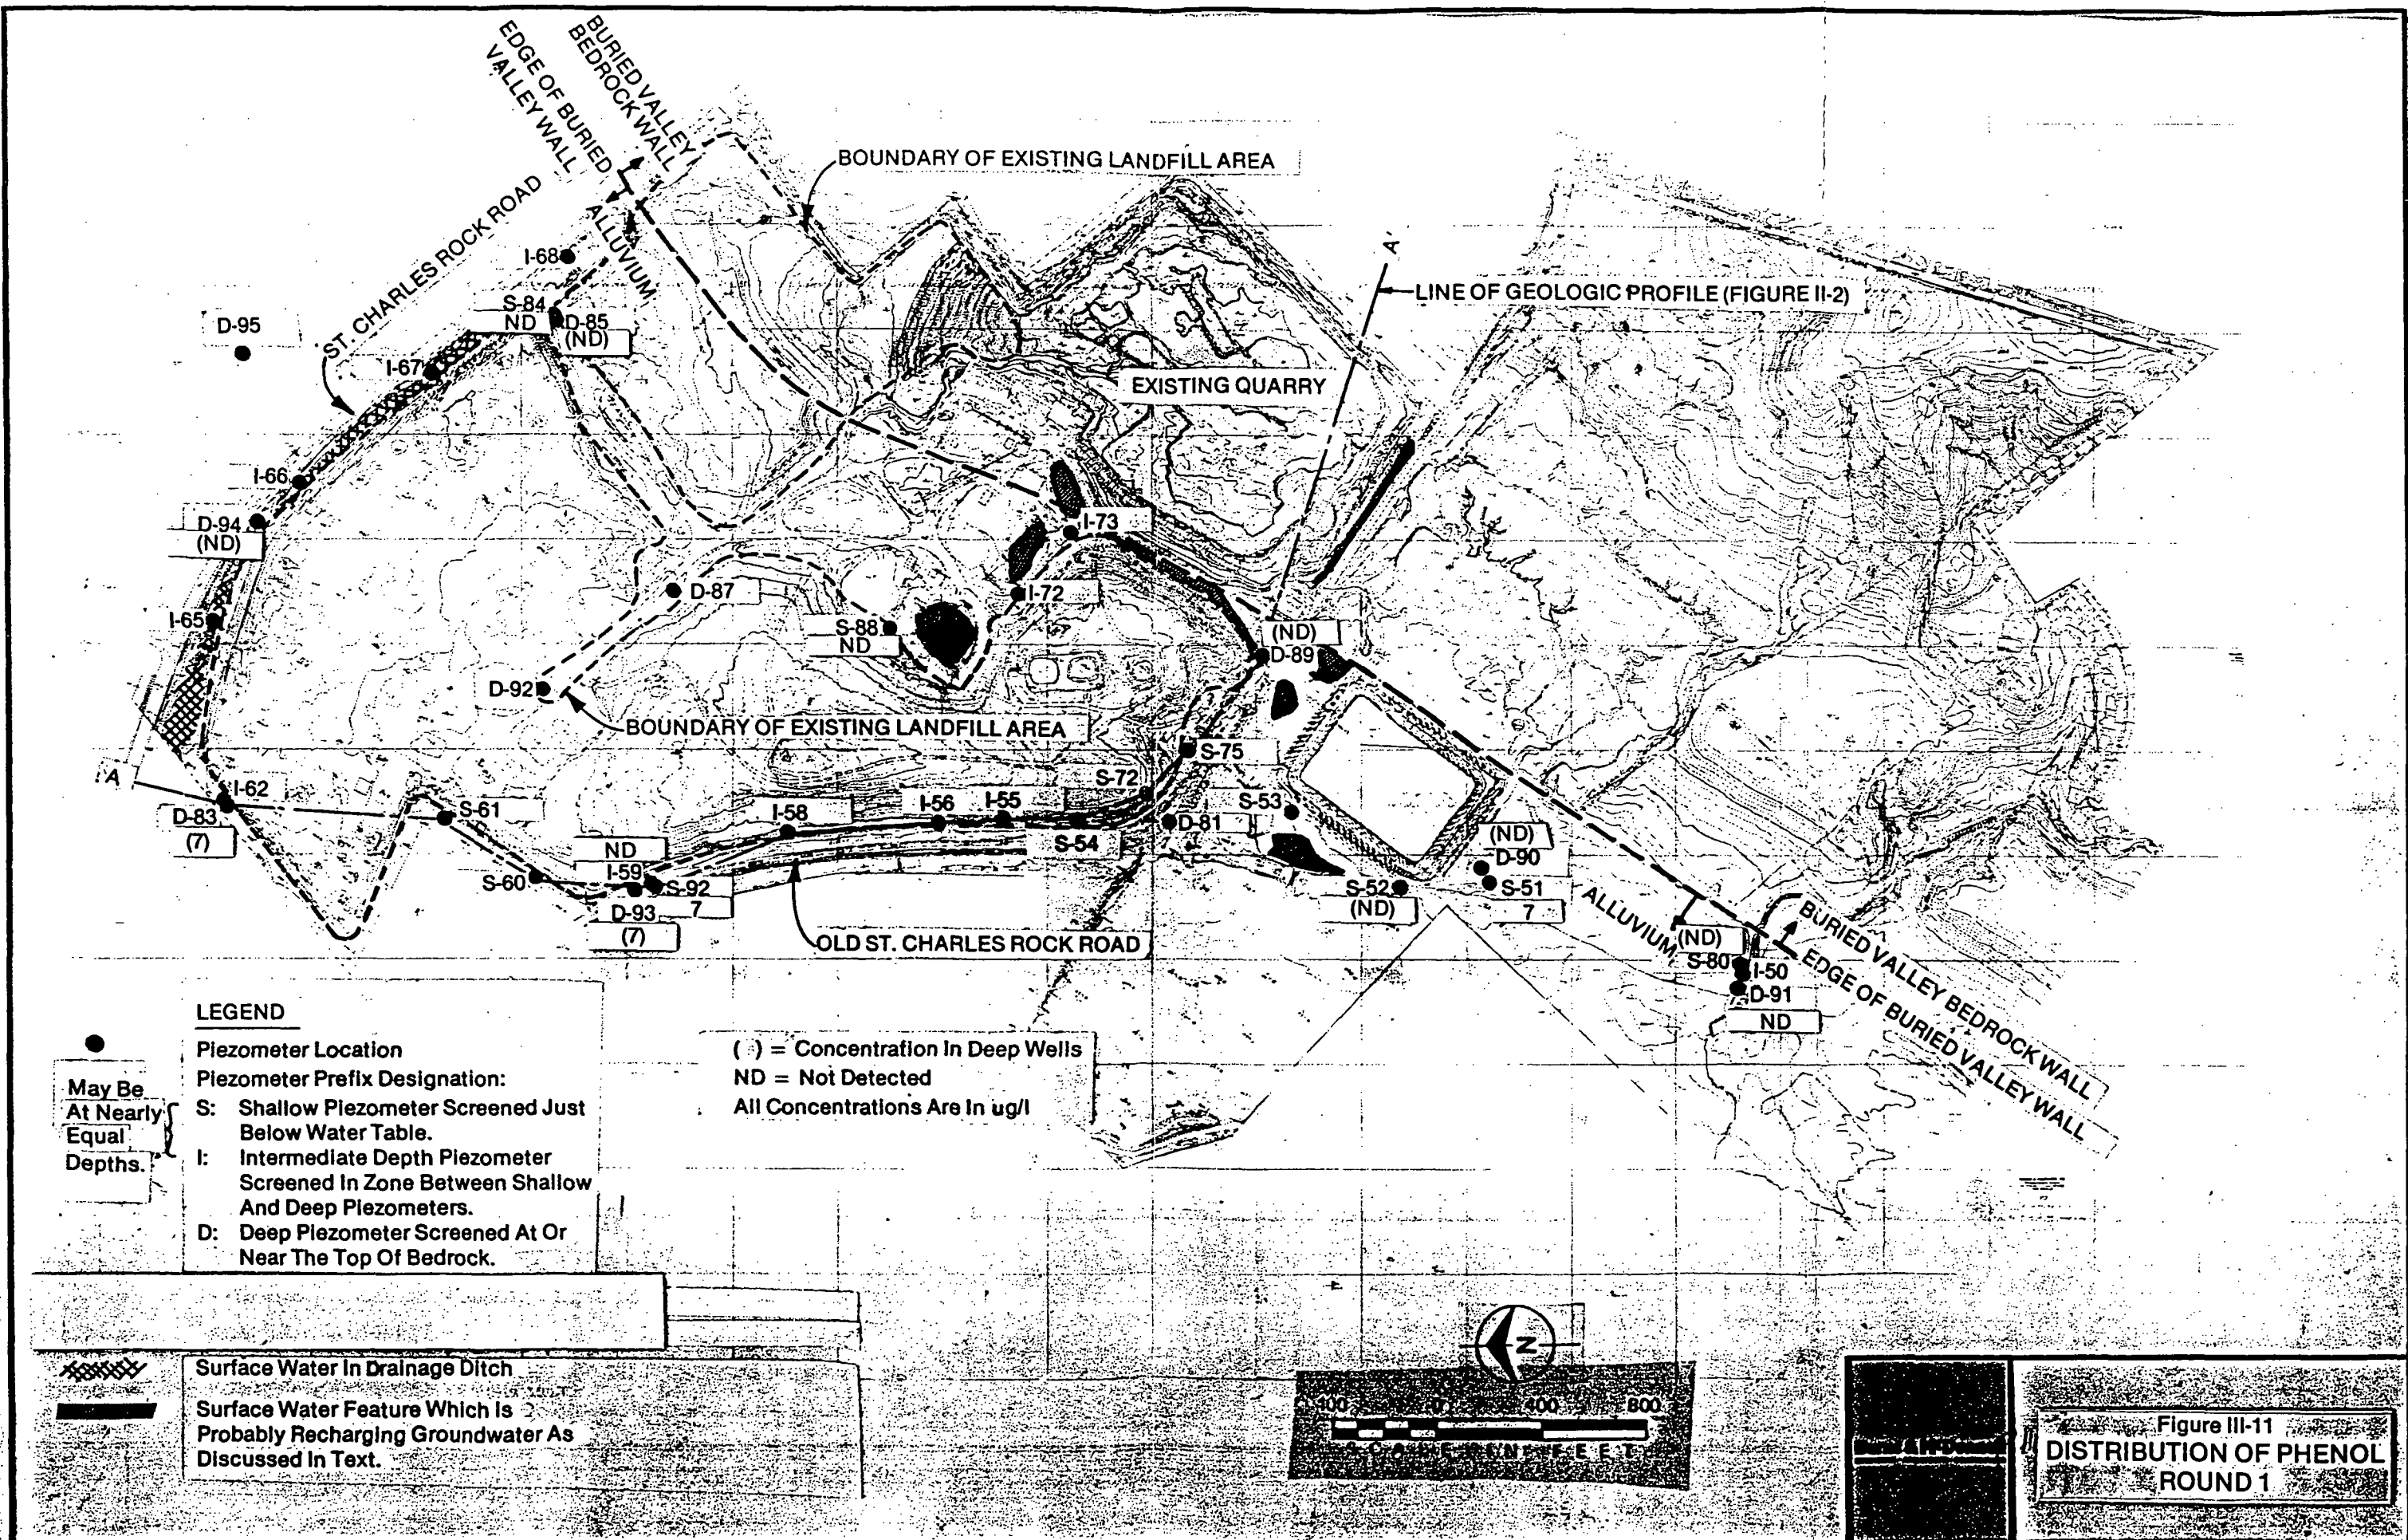 BURIED VALLEY
BEDROCK WALL
EDGE OF BURIED
VALLEY WALL
ALLUVIUM
BOUNDARY OF EXISTING LANDFILL AREA
ST. CHARLES ROCK ROAD
I-68
S-84
ND
D-85
(ND)
D-95
I-67
A'
LINE OF GEOLOGIC PROFILE (FIGURE II-2)
EXISTING QUARRY
I-66
D-94
(ND)
I-73
I-65
D-87
I-72
S-88
ND
(ND)
D-89
D-92
BOUNDARY OF EXISTING LANDFILL AREA
S-75
A
I-62
D-83
(7)
S-61
I-58
I-56
I-55
S-72
S-54
D-81
S-53
ND
I-59
S-60
S-92
7
D-93
(7)
OLD ST. CHARLES ROCK ROAD
S-52
(ND)
(ND)
D-90
S-51
7
ALLUVIUM
(ND)
S-80
I-50
D-91
ND
BURIED VALLEY BEDROCK WALL
EDGE OF BURIED VALLEY WALL
LEGEND
Piezometer Location
Piezometer Prefix Designation:
May Be
At Nearly
Equal
Depths.
S: Shallow Piezometer Screened Just
Below Water Table.
I: Intermediate Depth Piezometer
Screened In Zone Between Shallow
And Deep Piezometers.
D: Deep Piezometer Screened At Or
Near The Top Of Bedrock.
( ) = Concentration In Deep Wells
ND = Not Detected
All Concentrations Are In ug/l
Surface Water In Drainage Ditch
Surface Water Feature Which Is
Probably Recharging Groundwater As
Discussed In Text.
N
400 0 400 800
SCALE IN FEET
Figure III-11
DISTRIBUTION OF PHENOL
ROUND 1